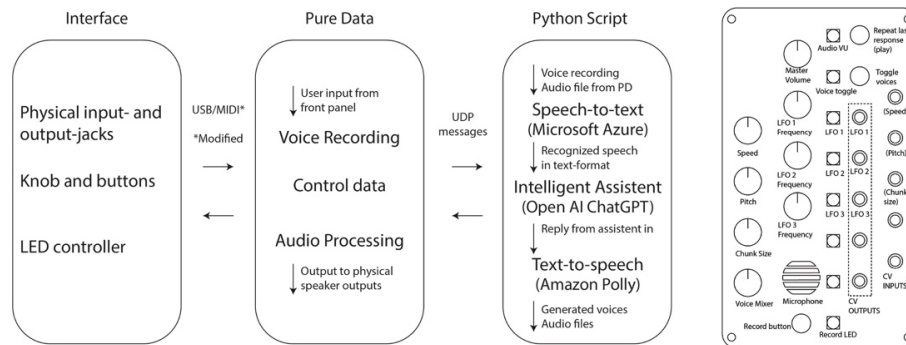 Interface
Physical input- and
output-jacks
Knob and buttons
LED controller
USB/MIDI*
*Modified
Pure Data
User input from
front panel
Voice Recording
Control data
Audio Processing
Output to physical
speaker outputs
UDP
messages
Python Script
Voice recording
Audio file from PD
Speech-to-text
(Microsoft Azure)
Recognized speech
in text-format
Intelligent Assistent
(Open AI ChatGPT)
Reply from assistent in
Text-to-speech
(Amazon Polly)
Generated voices
Audio files
Audio VU
Repeat last
response
(play)
Master
Volume
Voice toggle
Toggle
voices
LFO 1
Frequency
LFO 1
LFO 1
(Speed)
Speed
LFO 2
Frequency
LFO 2
LFO 2
(Pitch)
Pitch
LFO 3
Frequency
LFO 3
LFO 3
(Chunk
size)
Chunk Size
Voice Mixer
Microphone
CV
OUTPUTS
CV
INPUTS
Record button
Record LED